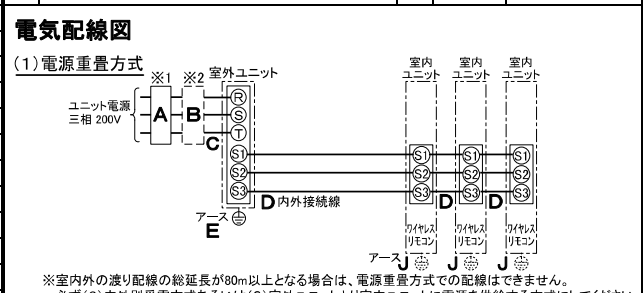 電気配線図
(1)電源重畳方式
※1 ※2 室外ユニット
室内ユニット 室内ユニット 室内ユニット
ユニット電源
三相 200V
A B C
R
S
T
S1 S1 S1 S1
S2 S2 S2 S2
S3 S3 S3 S3
D 内外接続線 D D
アース
E
ワイヤレスリモコン ワイヤレスリモコン ワイヤレスリモコン
アース J J J
※室内外の渡り配線の総延長が80m以上となる場合は、電源重畳方式での配線はできません。